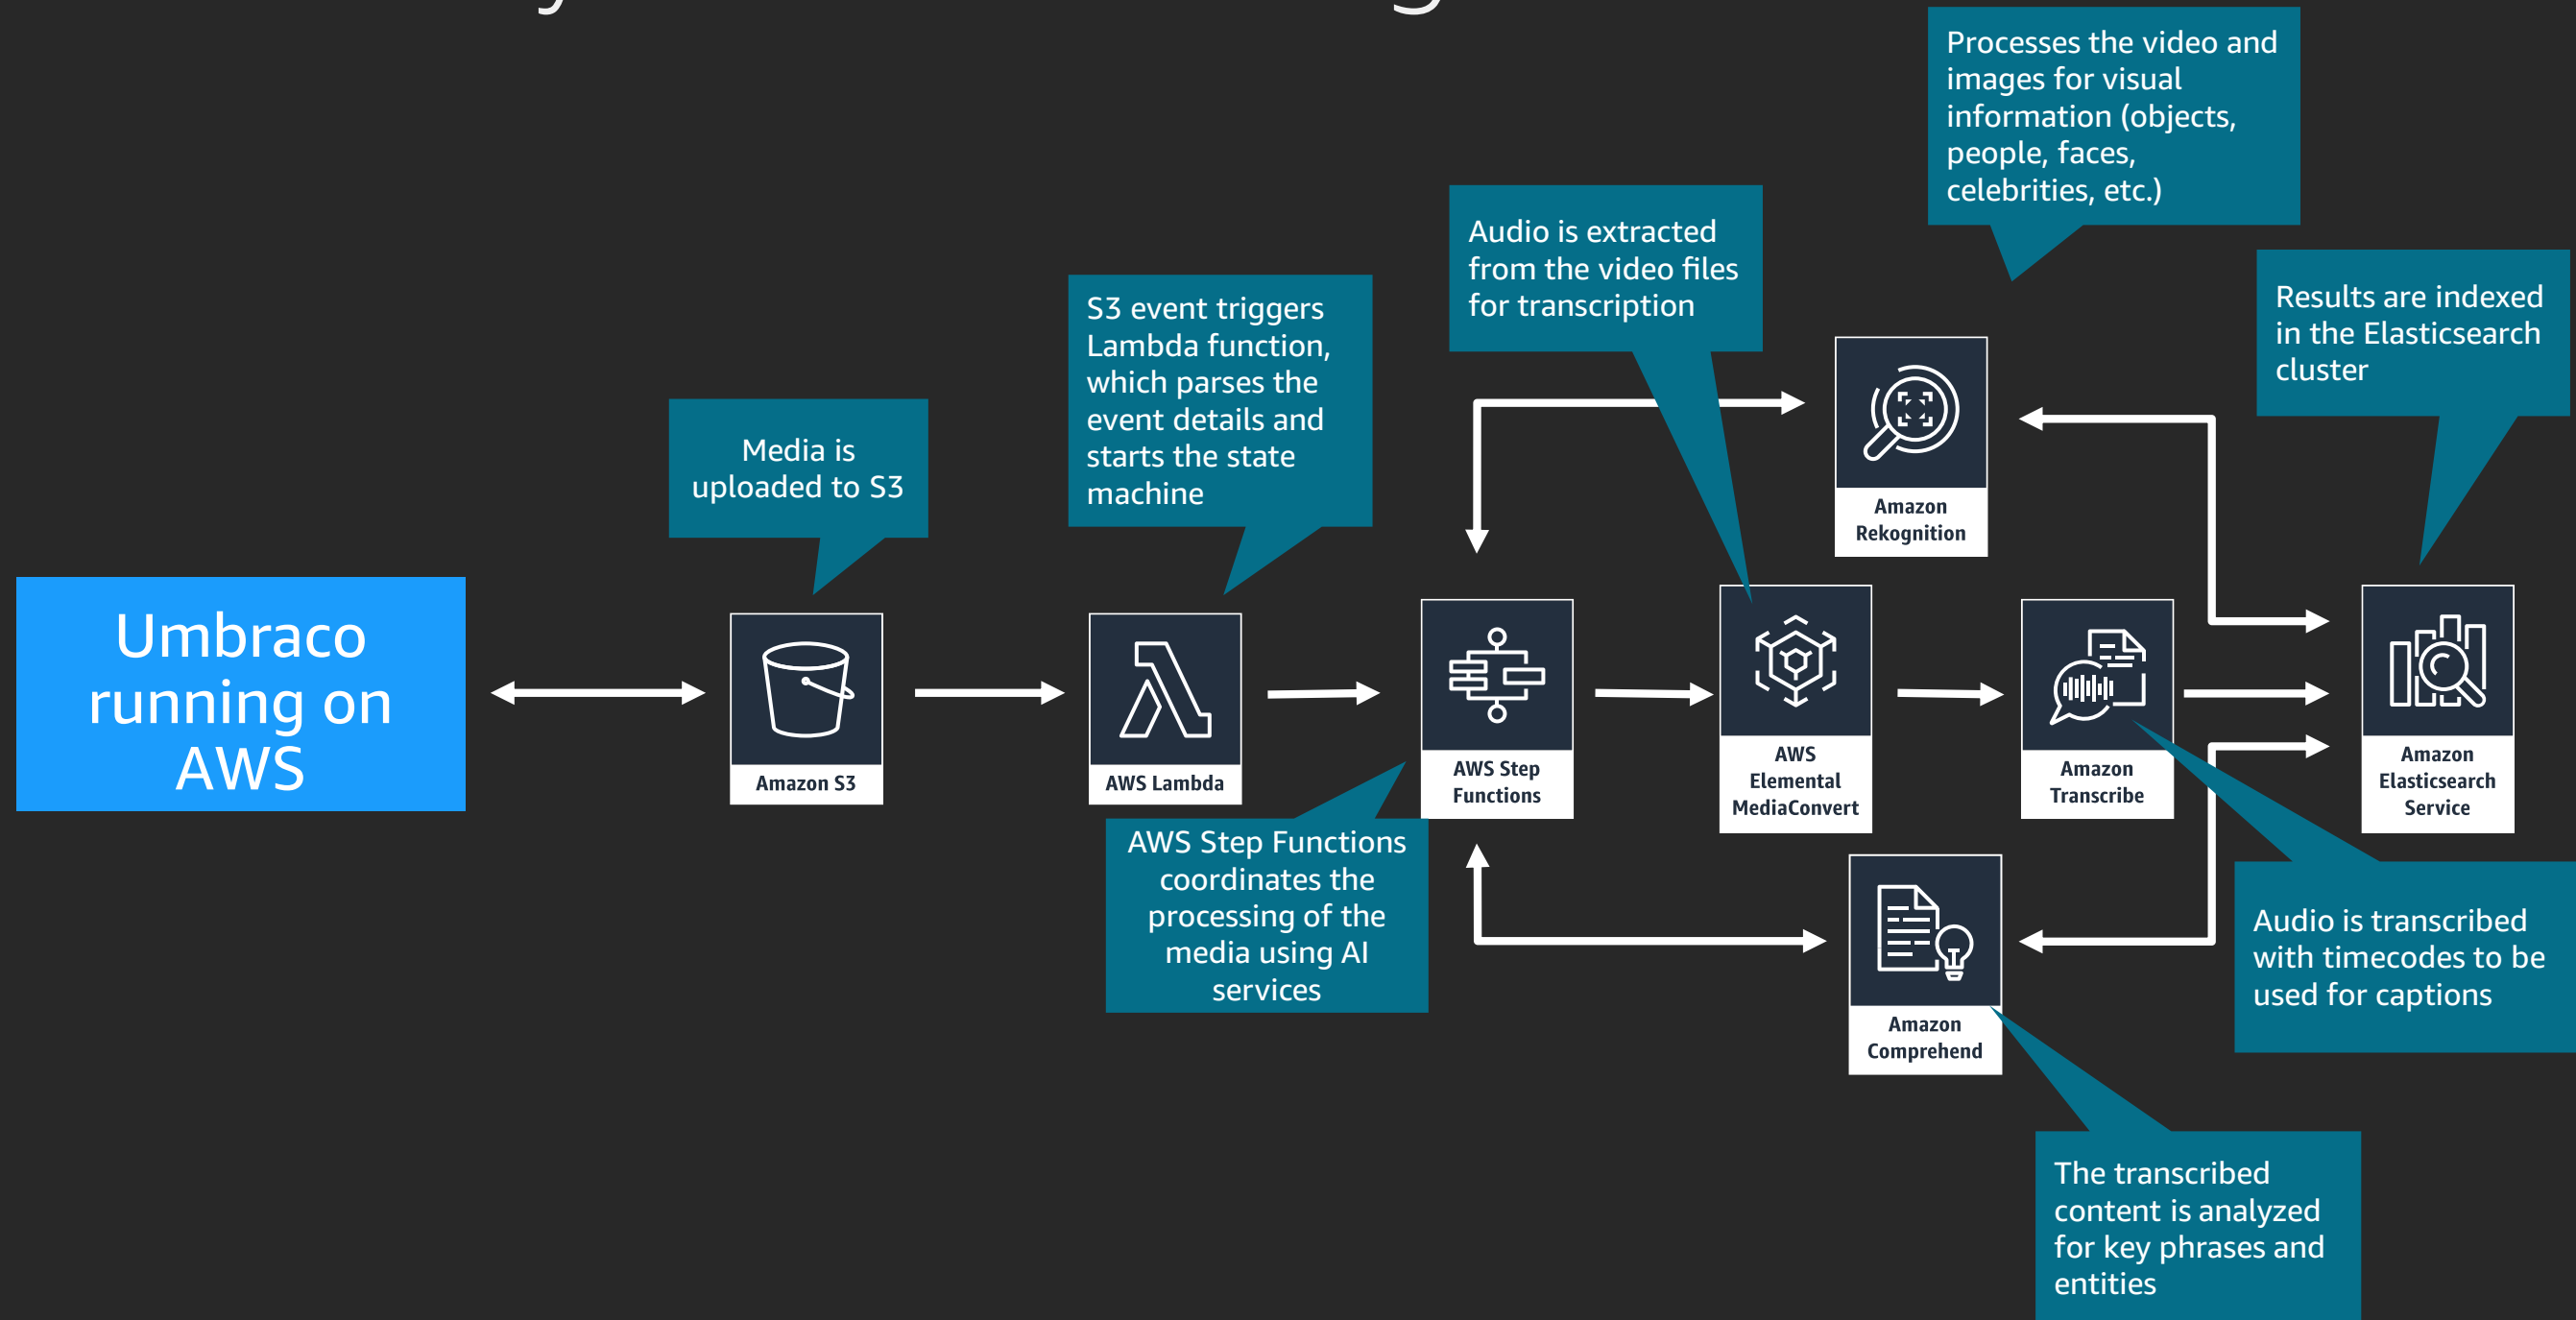 Processes the video and
images for visual
information (objects,
people, faces,
celebrities, etc.)
Audio is extracted
from the video files
for transcription
Results are indexed
in the Elasticsearch
cluster
S3 event triggers
Lambda function,
which parses the
event details and
starts the state
machine
Media is
uploaded to S3
Amazon
Rekognition
Umbraco
running on
AWS
Amazon S3
AWS Lambda
AWS Step
Functions
AWS
Elemental
MediaConvert
Amazon
Transcribe
Amazon
Elasticsearch
Service
AWS Step Functions
coordinates the
processing of the
media using AI
services
Audio is transcribed
with timecodes to be
used for captions
Amazon
Comprehend
The transcribed
content is analyzed
for key phrases and
entities